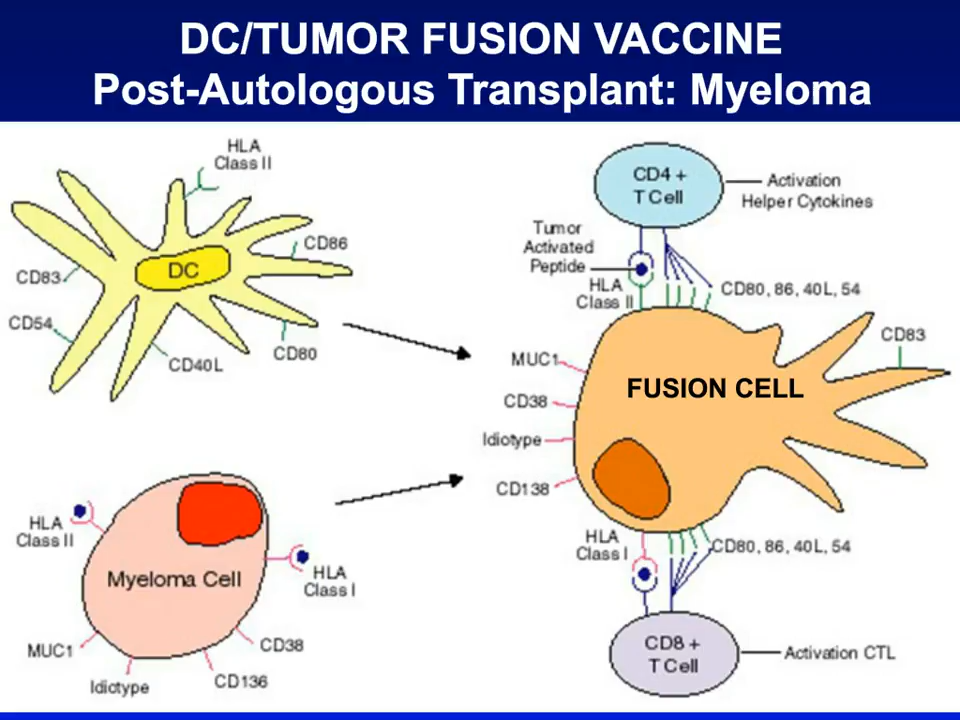 DC/TUMOR FUSION VACCINE
Post-Autologous Transplant: Myeloma
HLA
Class II
CD86
DC
CD83
CD54
CD40L
CD80
HLA
Class II
HLA
Class I
Myeloma Cell
MUC1
CD38
Idictype
CD136
CD4 +
T Cell
Activation
Helper Cytokines
Tumor
Activated
Peptide
HLA
Class II
CD80, 86, 40L, 54
CD83
MUC1
FUSION CELL
CD38
Idiotype
CD138
HLA
Class I
CD80, 86, 40L, 54
CD8 +
T Cell
Activation CTL